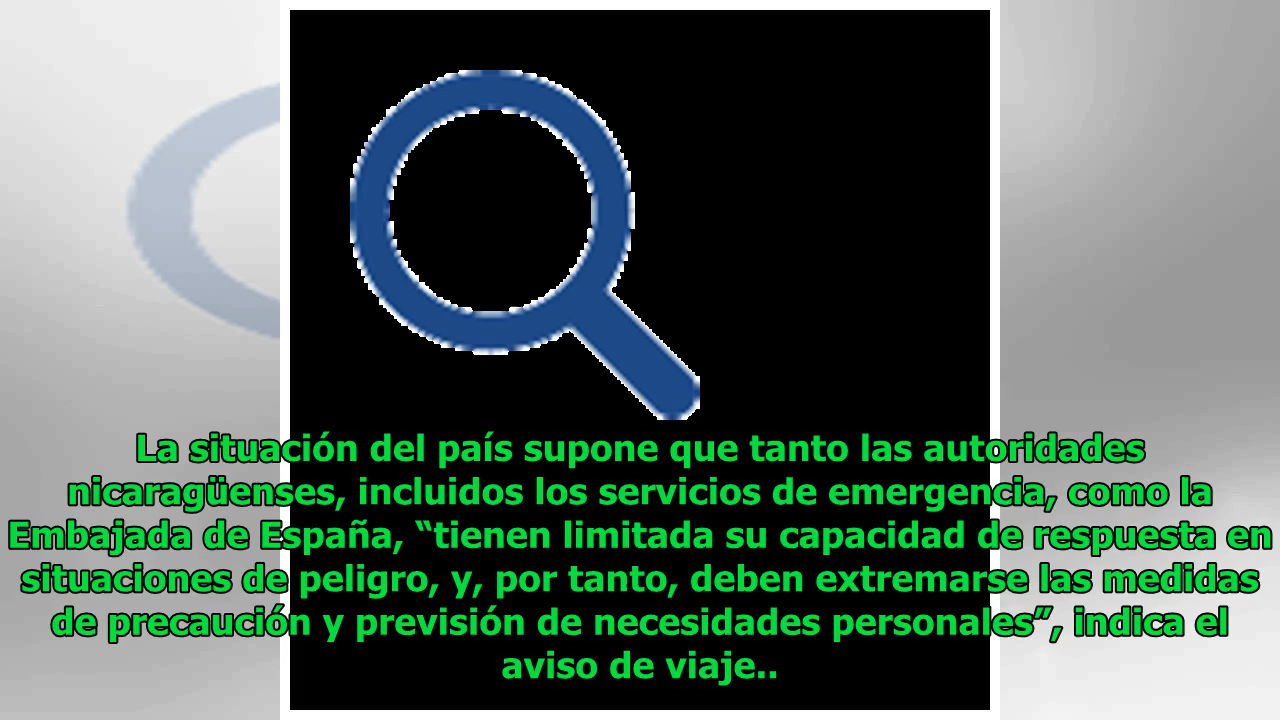 La situación del país supone que tanto las autoridades
nicaragüenses, incluidos los servicios de emergencia, como la
Embajada de España, “tienen limitada su capacidad de respuesta en
situaciones de peligro, y, por tanto, deben extremarse las medidas
de precaución y previsión de necesidades personales”, indica el
aviso de viaje..